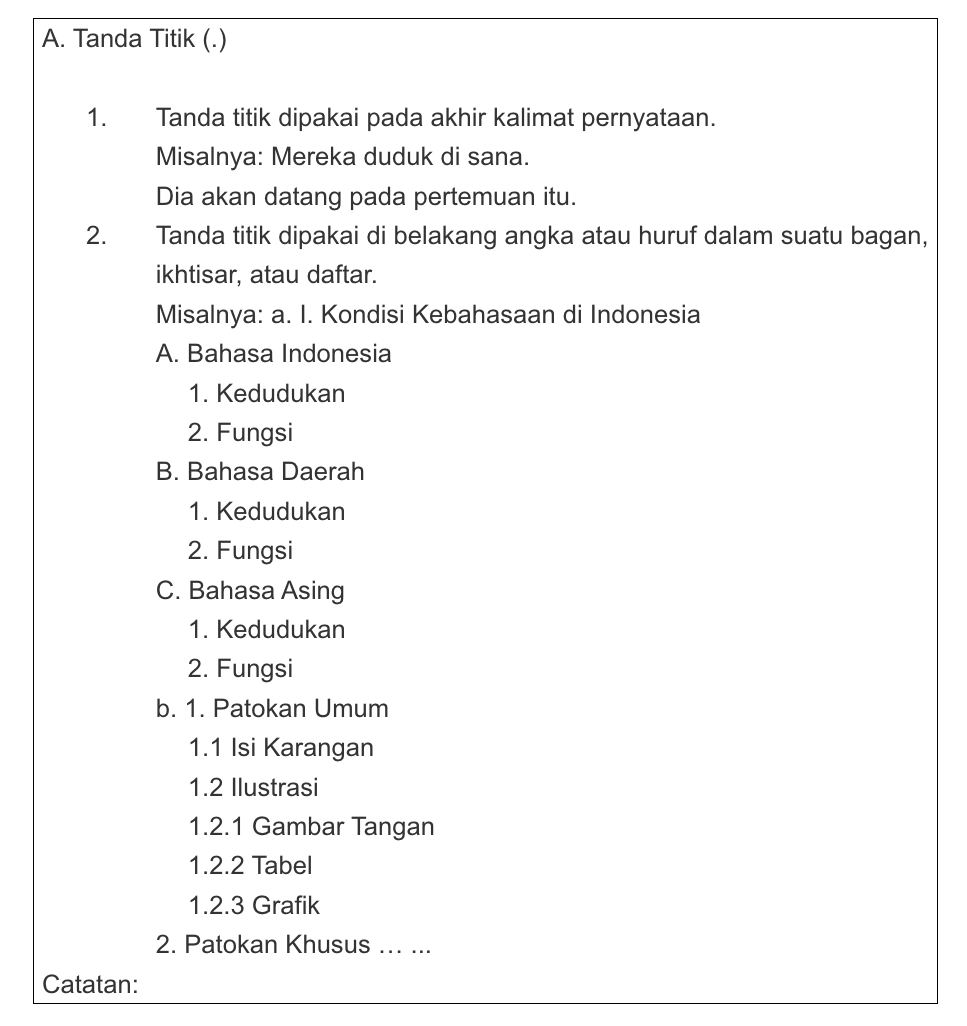 A. Tanda Titik (.)
1. Tanda titik dipakai pada akhir kalimat pernyataan.
Misalnya: Mereka duduk di sana.
Dia akan datang pada pertemuan itu.
2. Tanda titik dipakai di belakang angka atau huruf dalam suatu bagan,
ikhtisar, atau daftar.
Misalnya: a. I. Kondisi Kebahasaan di Indonesia
A. Bahasa Indonesia
1. Kedudukan
2. Fungsi
B. Bahasa Daerah
1. Kedudukan
2. Fungsi
C. Bahasa Asing
1. Kedudukan
2. Fungsi
b. 1. Patokan Umum
1.1 Isi Karangan
1.2 Ilustrasi
1.2.1 Gambar Tangan
1.2.2 Tabel
1.2.3 Grafik
2. Patokan Khusus … ...
Catatan: